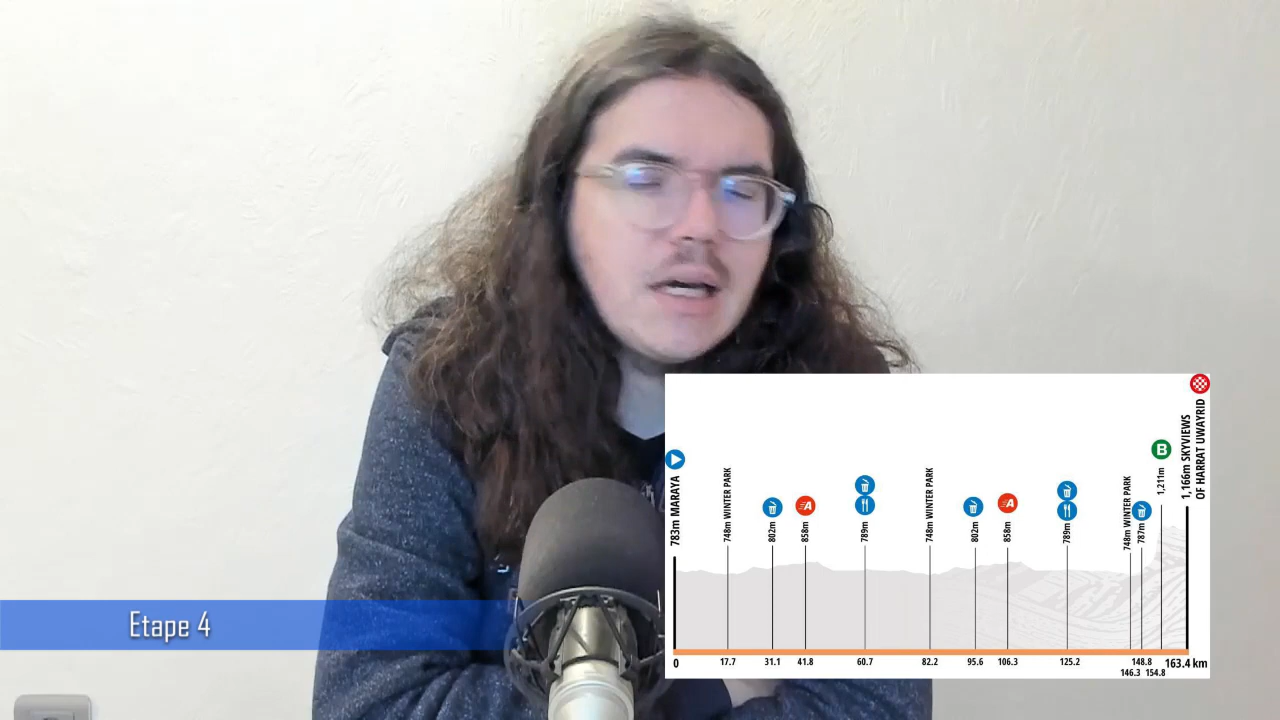 Etape 4
783m MARAYA
748m WINTER PARK
802m
858m
A
789m
748m WINTER PARK
802m
858m
A
789m
748m WINTER PARK
787m
1,211m
B
1,166m SKYVIEWS
OF HARRAT UWAYRID
0
17.7
31.1
41.8
60.7
82.2
95.6
106.3
125.2
146.3
148.8
154.8
163.4 km